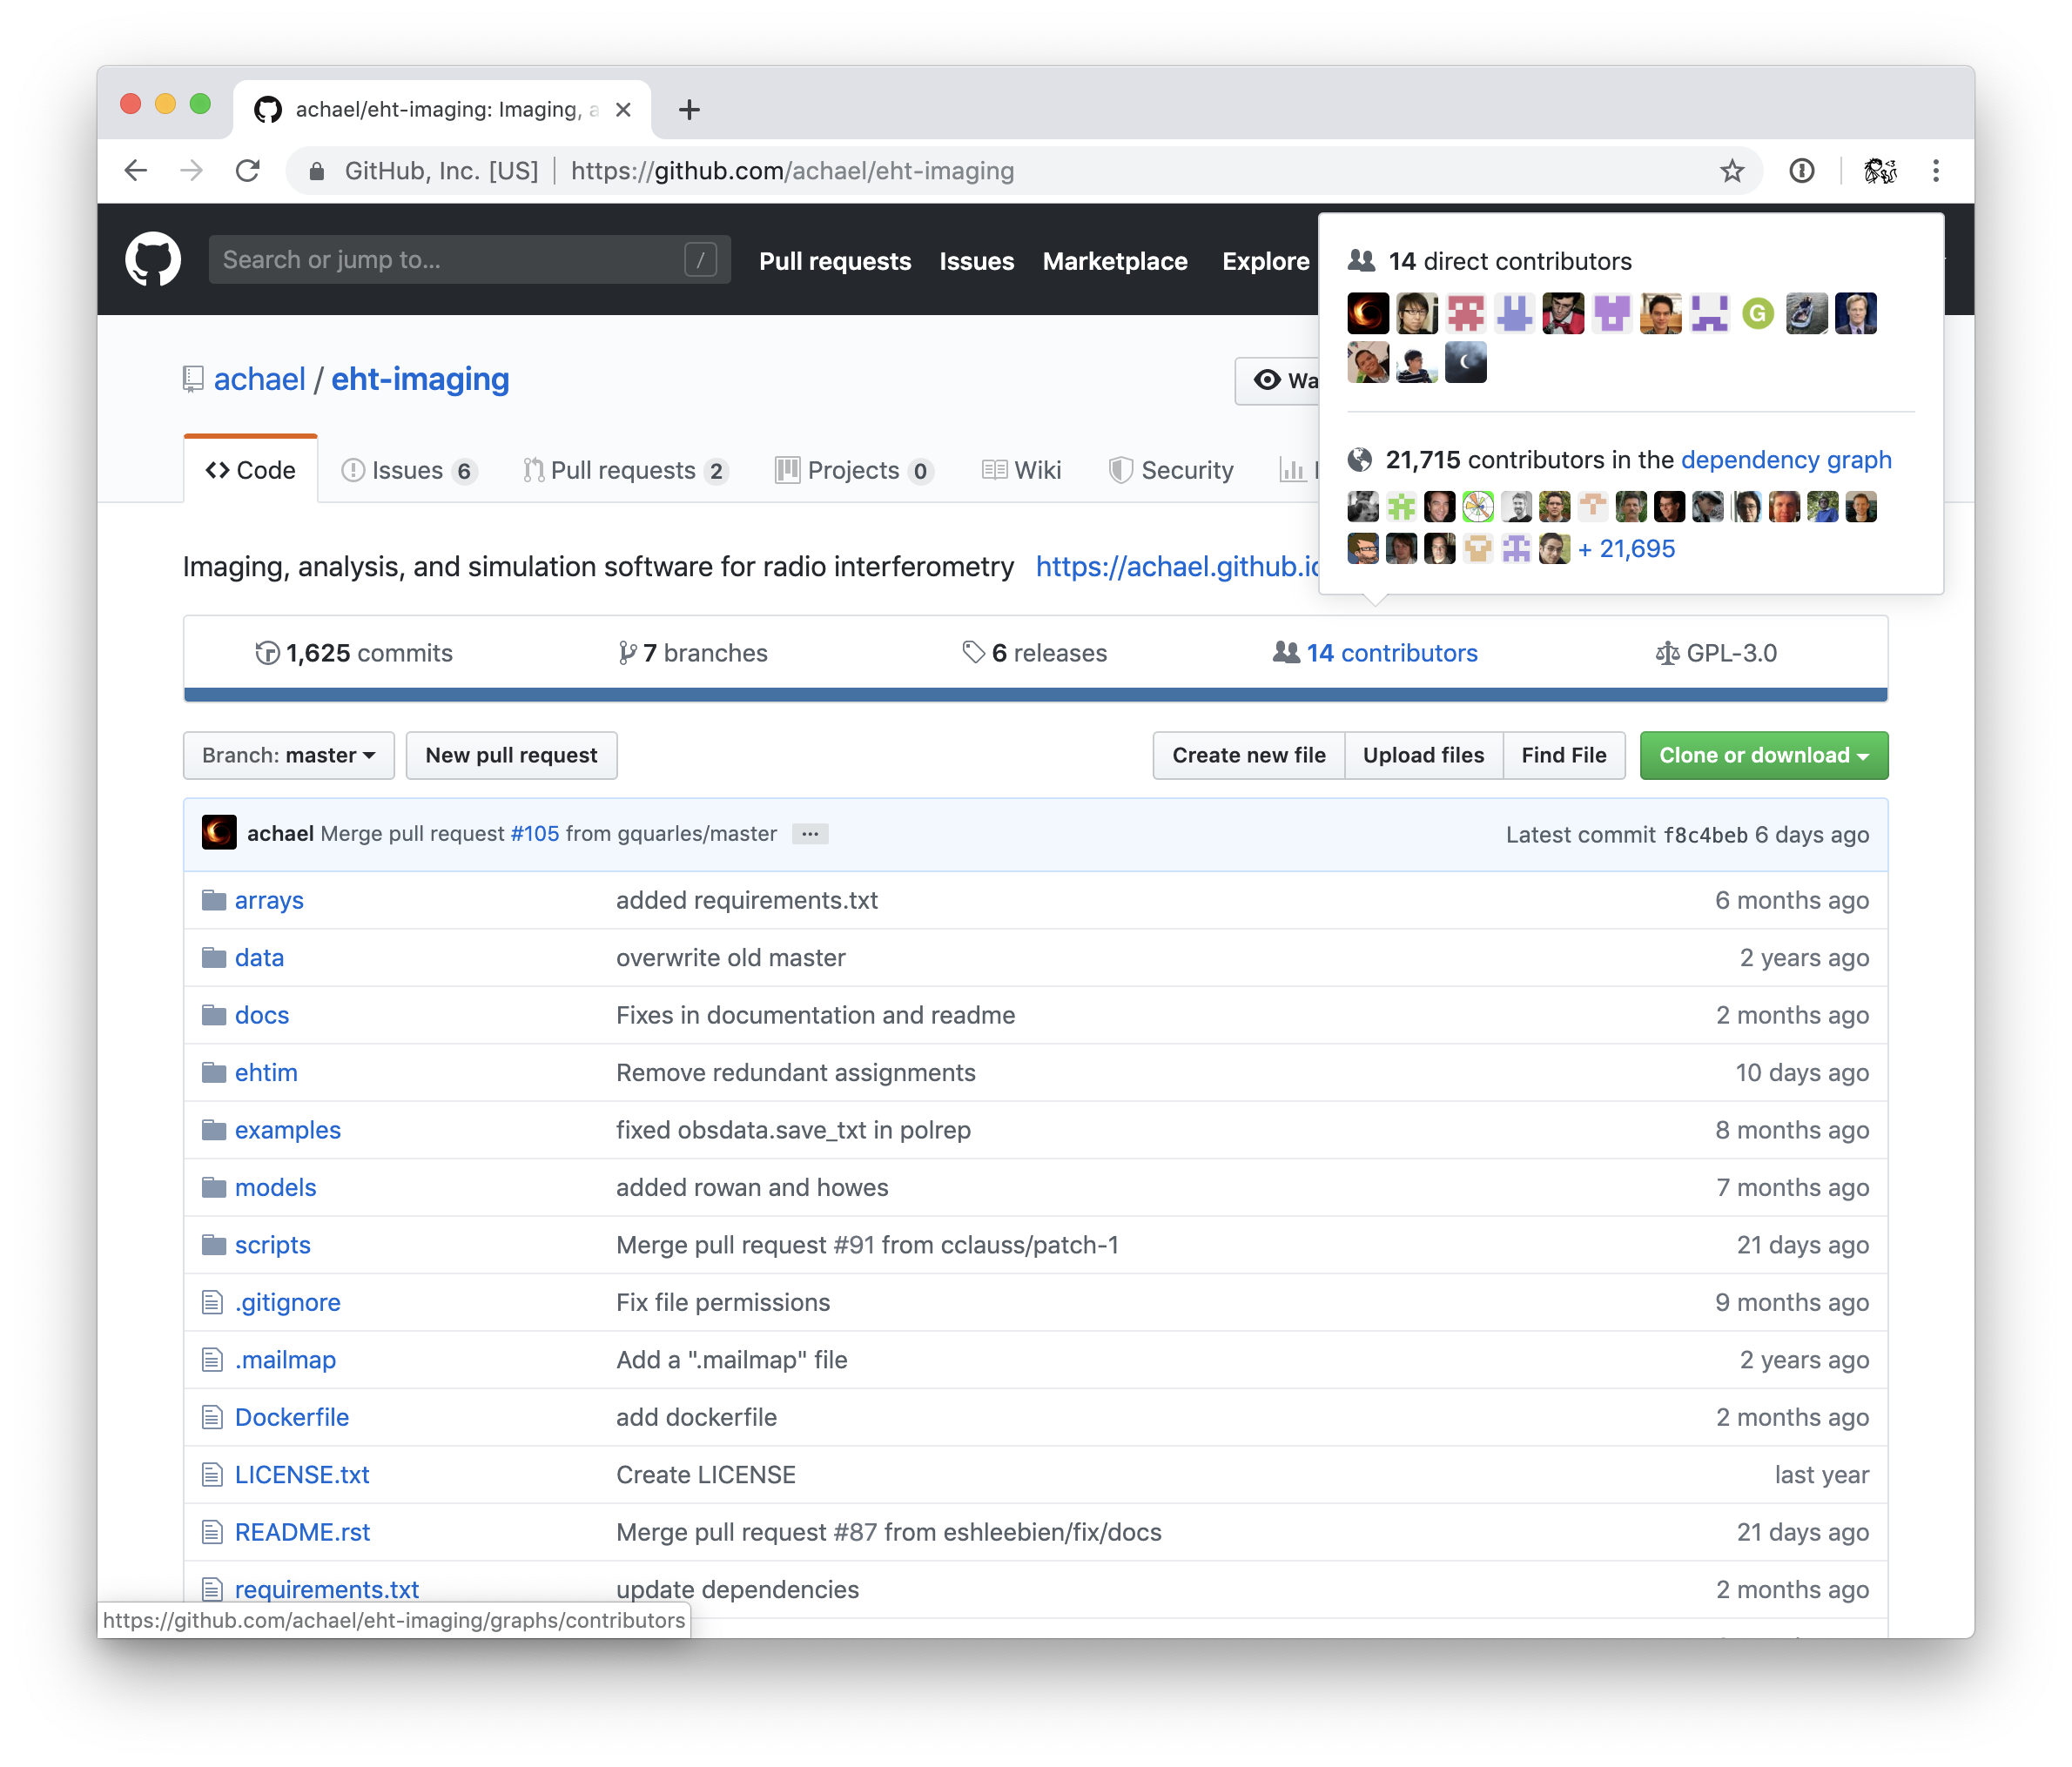 achael/eht-imaging: Imaging, a
GitHub, Inc. [US] https://github.com/achael/eht-imaging
Search or jump to... /
Pull requests Issues Marketplace Explore
14 direct contributors
G
21,715 contributors in the dependency graph
+ 21,695
achael / eht-imaging
Wa
Code Issues 6 Pull requests 2 Projects 0 Wiki Security
Imaging, analysis, and simulation software for radio interferometry https://achael.github.io
1,625 commits 7 branches 6 releases 14 contributors GPL-3.0
Branch: master New pull request Create new file Upload files Find File Clone or download
achael Merge pull request #105 from gquarles/master ... Latest commit f8c4beb 6 days ago
arrays added requirements.txt 6 months ago
data overwrite old master 2 years ago
docs Fixes in documentation and readme 2 months ago
ehtim Remove redundant assignments 10 days ago
examples fixed obsdata.save_txt in polrep 8 months ago
models added rowan and howes 7 months ago
scripts Merge pull request #91 from cclauss/patch-1 21 days ago
.gitignore Fix file permissions 9 months ago
.mailmap Add a ".mailmap" file 2 years ago
Dockerfile add dockerfile 2 months ago
LICENSE.txt Create LICENSE last year
README.rst Merge pull request #87 from eshleebien/fix/docs 21 days ago
requirements.txt update dependencies 2 months ago
https://github.com/achael/eht-imaging/graphs/contributors